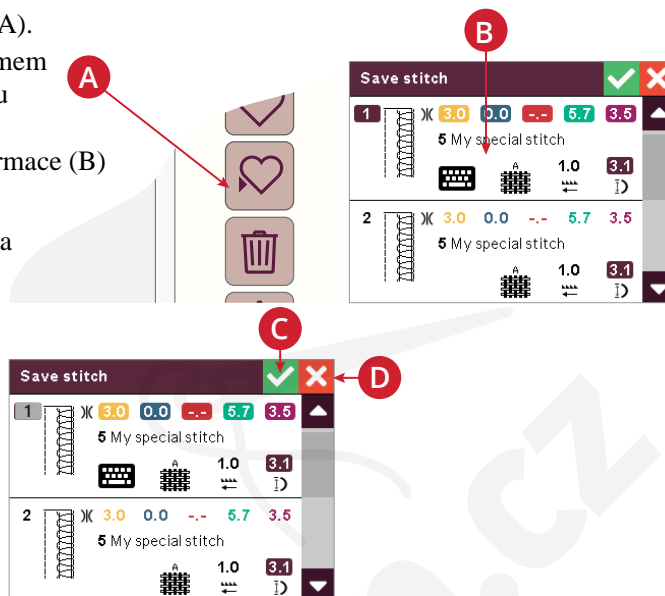 A).
mem
u
rmace (B)
a
A
B
Save stitch
1 3.0 0.0 -.- 5.7 3.5
5 My special stitch
A 1.0 3.1
2 3.0 0.0 -.- 5.7 3.5
5 My special stitch
A 1.0 3.1
C
D
Save stitch
1 3.0 0.0 -.- 5.7 3.5
5 My special stitch
A 1.0 3.1
2 3.0 0.0 -.- 5.7 3.5
5 My special stitch
A 1.0 3.1
.cz